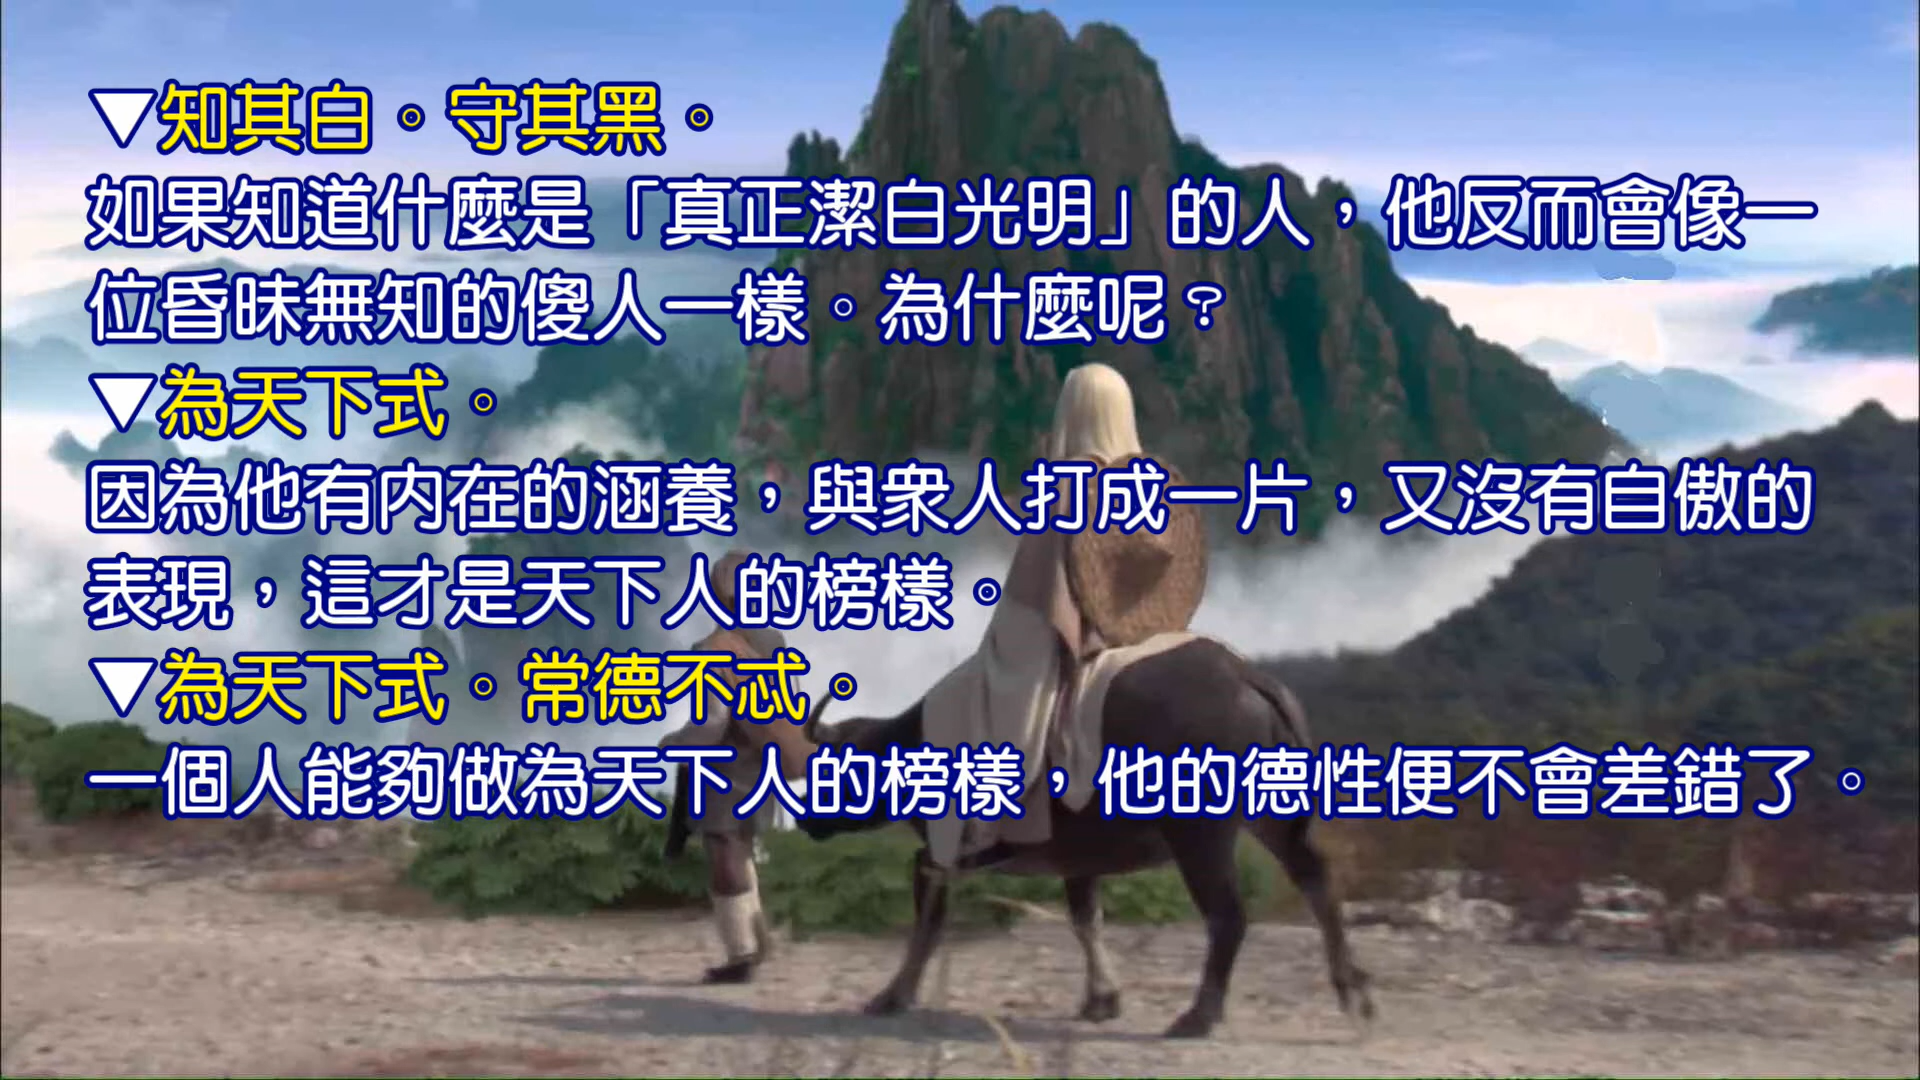 ▼知其白。守其黑。
如果知道什麼是「真正潔白光明」的人，他反而會像一
位昏昧無知的傻人一樣。為什麼呢？
▼為天下式。
因為他有內在的涵養，與眾人打成一片，又沒有自傲的
表現，這才是天下人的榜樣。
▼為天下式。常德不忒。
一個人能夠做為天下人的榜樣，他的德性便不會差錯了。